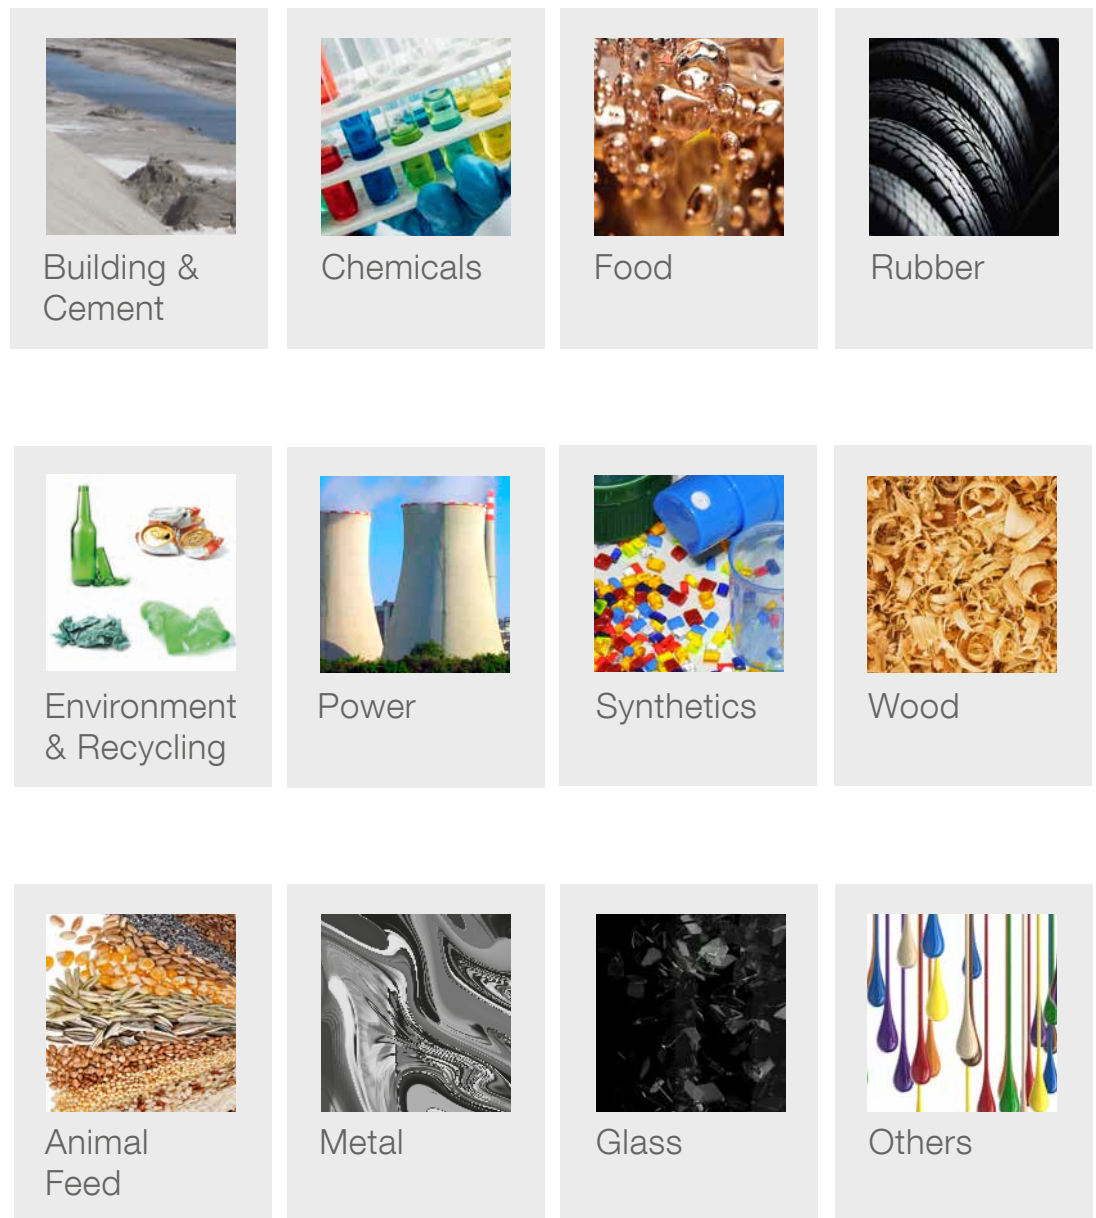 Building &
Cement
Chemicals
Food
Rubber
Environment
& Recycling
Power
Synthetics
Wood
Animal
Feed
Metal
Glass
Others